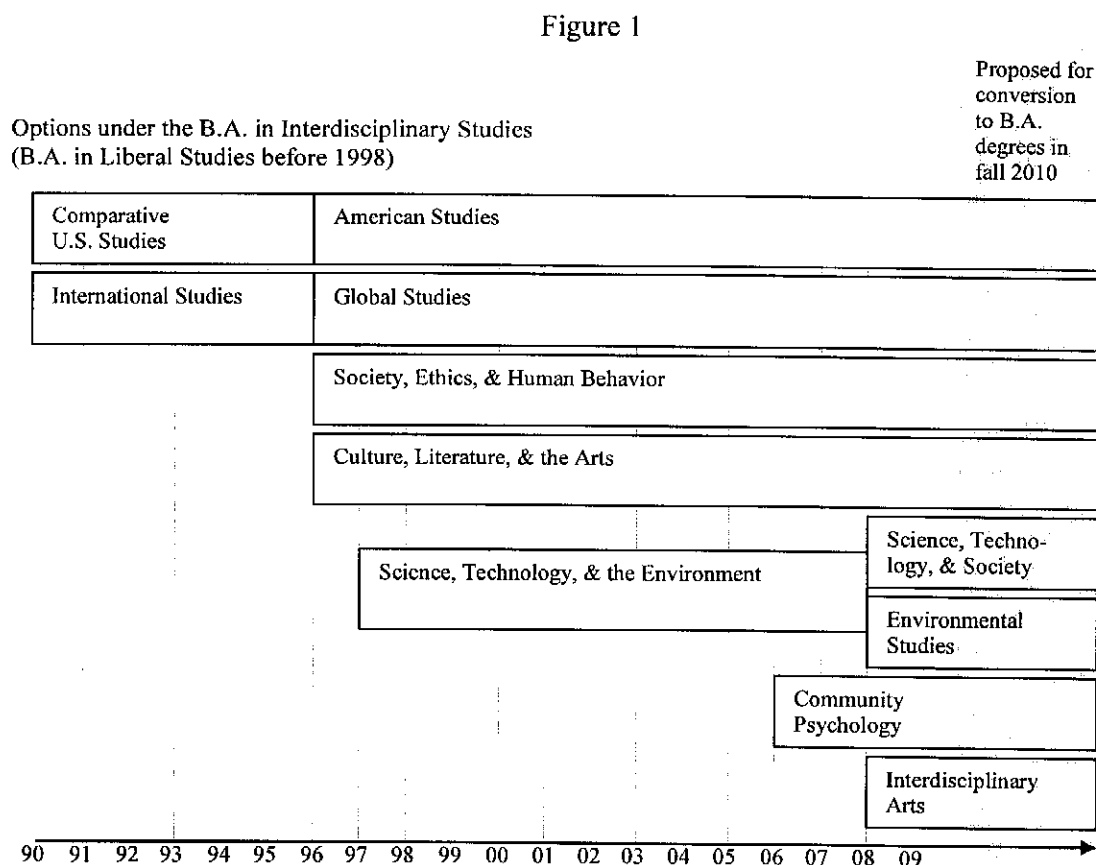 Figure 1
Proposed for
conversion
to B.A.
degrees in
fall 2010
Options under the B.A. in Interdisciplinary Studies
(B.A. in Liberal Studies before 1998)
Comparative
U.S. Studies
American Studies
International Studies
Global Studies
Society, Ethics, & Human Behavior
Culture, Literature, & the Arts
Science, Technology, & the Environment
Science, Techno-
logy, & Society
Environmental
Studies
Community
Psychology
Interdisciplinary
Arts
90 91 92 93 94 95 96 97 98 99 00 01 02 03 04 05 06 07 08 09